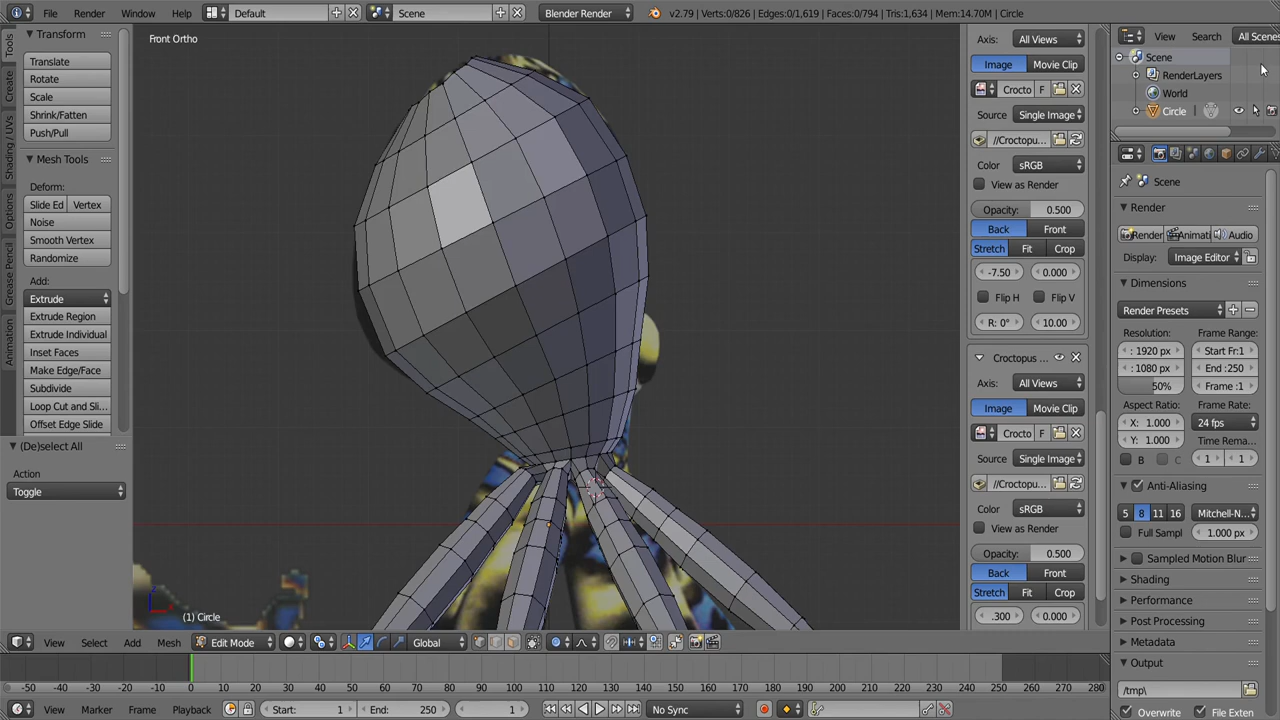 File Render Window Help Default Scene Blender Render v2.79 | Verts:0/826 | Edges:0/1,619 | Faces:0/794 | Tris:1,634 | Mem:14.70M | Circle
Tools
Create
Shading / UVs
Options
Grease Pencil
Animation
Transform
Translate
Rotate
Scale
Shrink/Fatten
Push/Pull
Mesh Tools
Deform:
Slide Ed Vertex
Noise
Smooth Vertex
Randomize
Add:
Extrude
Extrude Region
Extrude Individual
Inset Faces
Make Edge/Face
Subdivide
Loop Cut and Sli...
Offset Edge Slide
(De)select All
Action
Toggle
Front Ortho
(1) Circle
Axis: All Views
Image Movie Clip
Crocto F
Source Single Image
//Croctopu...
Color sRGB
View as Render
Opacity: 0.500
Back Front
Stretch Fit Crop
-7.50 0.000
Flip H Flip V
R: 0° 10.00
Croctopus ...
Axis: All Views
Image Movie Clip
Crocto F
Source Single Image
//Croctopu...
Color sRGB
View as Render
Opacity: 0.500
Back Front
Stretch Fit Crop
.300 0.000
View Search All Scenes
Scene
RenderLayers
World
Circle
Scene
Render
Render Animati Audio
Display: Image Editor
Dimensions
Render Presets
Resolution: Frame Range:
: 1920 px Start Fr:1
: 1080 px End :250
50% Frame :1
Aspect Ratio: Frame Rate:
X: 1.000 24 fps
Y: 1.000 Time Rema...
B C 1 1
Anti-Aliasing
5 8 11 16 Mitchell-N...
Full Sampl 1.000 px
Sampled Motion Blur
Shading
Performance
Post Processing
Metadata
Output
/tmp\
Overwrite File Exten
View Select Add Mesh Edit Mode Global
-50 -40 -30 -20 -10 0 10 20 30 40 50 60 70 80 90 100 110 120 130 140 150 160 170 180 190 200 210 220 230 240 250 260 270 280
View Marker Frame Playback Start: 1 End: 250 1 No Sync